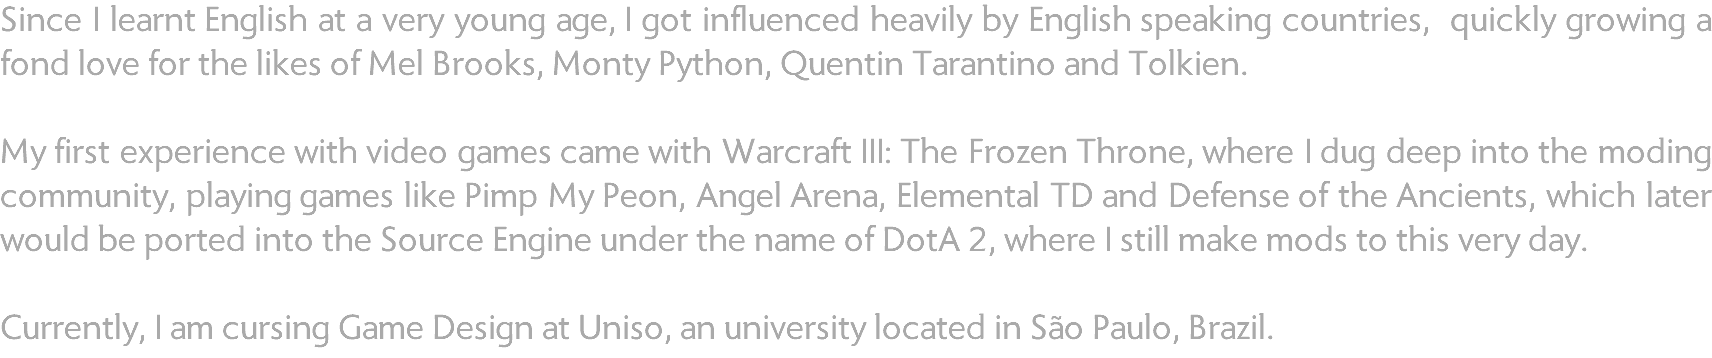 Since I learnt English at a very young age, I got influenced heavily by English speaking countries,  quickly growing a
fond love for the likes of Mel Brooks, Monty Python, Quentin Tarantino and Tolkien.
My first experience with video games came with Warcraft III: The Frozen Throne, where I dug deep into the moding
community, playing games like Pimp My Peon, Angel Arena, Elemental TD and Defense of the Ancients, which later
would be ported into the Source Engine under the name of DotA 2, where I still make mods to this very day.
Currently, I am cursing Game Design at Uniso, an university located in São Paulo, Brazil.